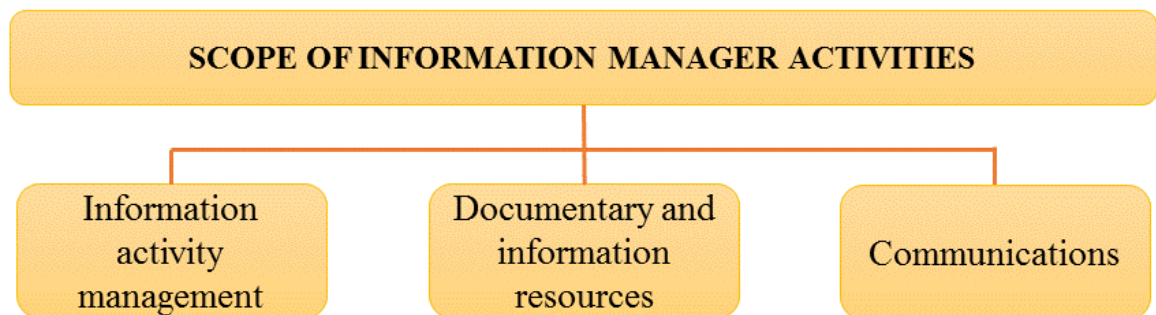 SCOPE OF INFORMATION MANAGER ACTIVITIES
Information
activity
management
Documentary and
information
resources
Communications